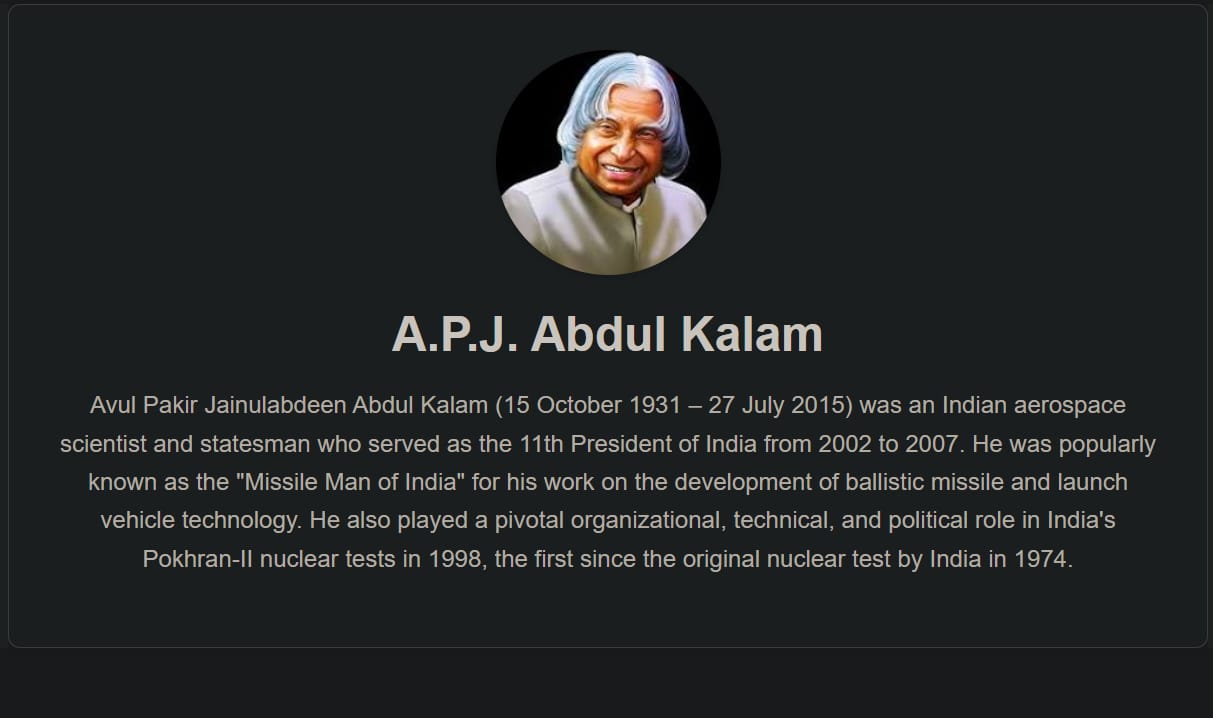 A.P.J. Abdul Kalam
Avul Pakir Jainulabdeen Abdul Kalam (15 October 1931 – 27 July 2015) was an Indian aerospace
scientist and statesman who served as the 11th President of India from 2002 to 2007. He was popularly
known as the "Missile Man of India" for his work on the development of ballistic missile and launch
vehicle technology. He also played a pivotal organizational, technical, and political role in India's
Pokhran-II nuclear tests in 1998, the first since the original nuclear test by India in 1974.